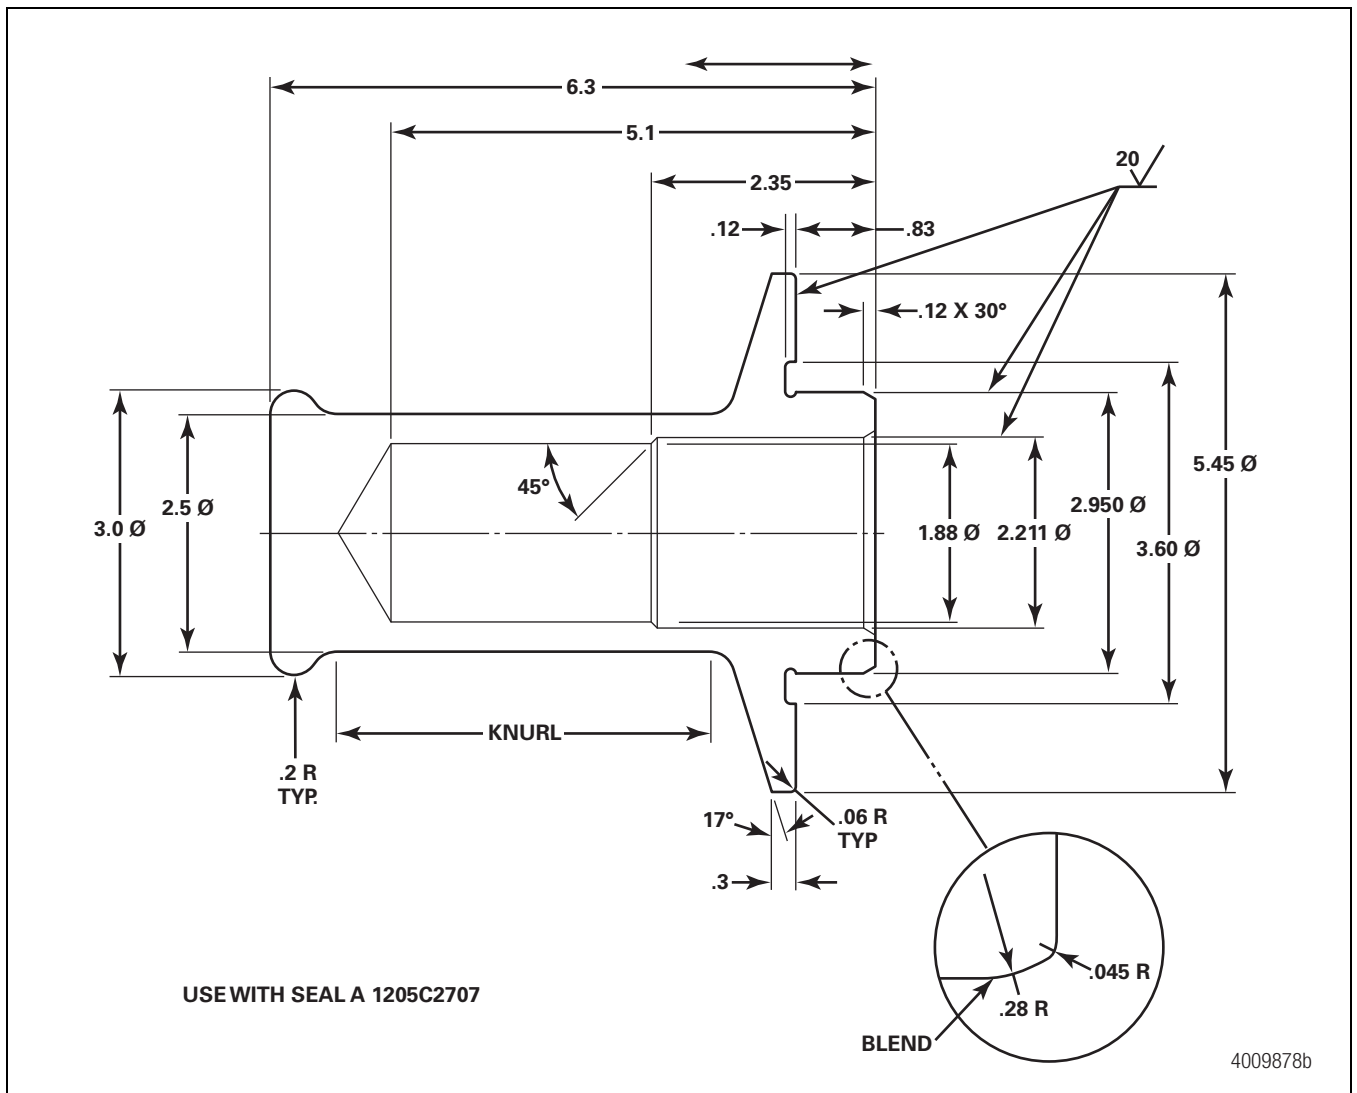 6.3
5.1
20
2.35
.12
.83
.12 X 30°
5.45 Ø
45°
2.950 Ø
2.5 Ø
3.0 Ø
1.88 Ø
2.211 Ø
3.60 Ø
KNURL
.2 R
TYP.
17°
.06 R
TYP
.3
.045 R
USE WITH SEAL A 1205C2707
.28 R
BLEND
4009878b